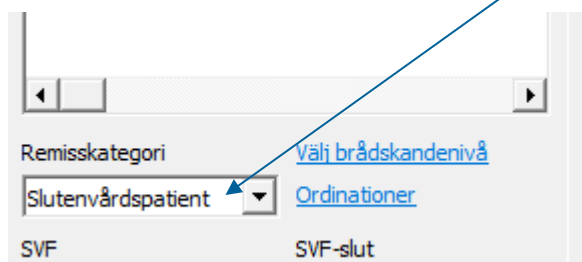 Remisskategori Välj brådskandenivå
Slutenvårdspatient Ordinationer
SVF SVF-slut